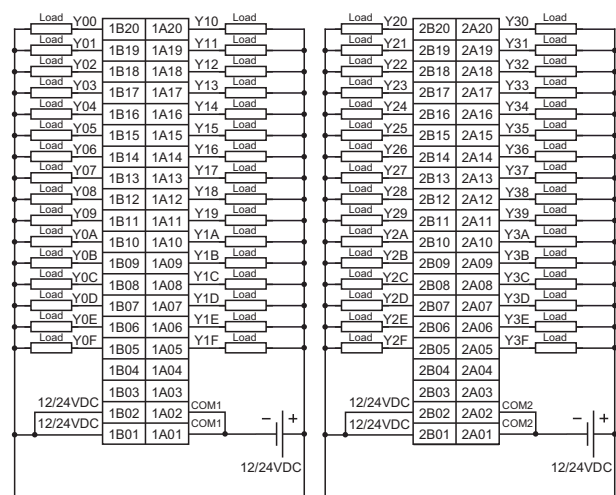 Load Y00 1B20 1A20 Y10 Load Load Y20 2B20 2A20 Y30 Load
Load Y01 1B19 1A19 Y11 Load Load Y21 2B19 2A19 Y31 Load
Load Y02 1B18 1A18 Y12 Load Load Y22 2B18 2A18 Y32 Load
Load Y03 1B17 1A17 Y13 Load Load Y23 2B17 2A17 Y33 Load
Load Y04 1B16 1A16 Y14 Load Load Y24 2B16 2A16 Y34 Load
Load Y05 1B15 1A15 Y15 Load Load Y25 2B15 2A15 Y35 Load
Load Y06 1B14 1A14 Y16 Load Load Y26 2B14 2A14 Y36 Load
Load Y07 1B13 1A13 Y17 Load Load Y27 2B13 2A13 Y37 Load
Load Y08 1B12 1A12 Y18 Load Load Y28 2B12 2A12 Y38 Load
Load Y09 1B11 1A11 Y19 Load Load Y29 2B11 2A11 Y39 Load
Load Y0A 1B10 1A10 Y1A Load Load Y2A 2B10 2A10 Y3A Load
Load Y0B 1B09 1A09 Y1B Load Load Y2B 2B09 2A09 Y3B Load
Load Y0C 1B08 1A08 Y1C Load Load Y2C 2B08 2A08 Y3C Load
Load Y0D 1B07 1A07 Y1D Load Load Y2D 2B07 2A07 Y3D Load
Load Y0E 1B06 1A06 Y1E Load Load Y2E 2B06 2A06 Y3E Load
Load Y0F 1B05 1A05 Y1F Load Load Y2F 2B05 2A05 Y3F Load
1B04 1A04 2B04 2A04
1B03 1A03 2B03 2A03
12/24VDC 1B02 1A02 COM1 − + 12/24VDC 2B02 2A02 COM2 − +
12/24VDC 1B01 1A01 COM1 12/24VDC 2B01 2A01 COM2
12/24VDC 12/24VDC